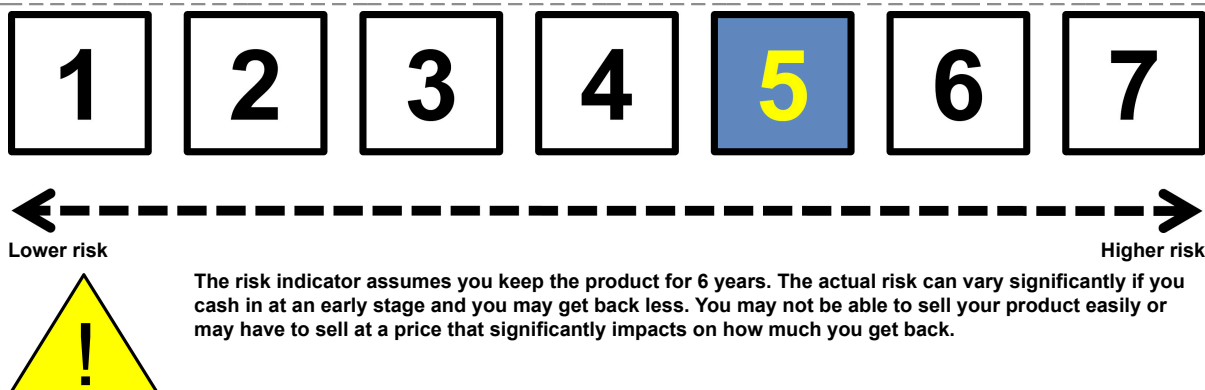 1 2 3 4 5 6 7
Lower risk Higher risk
The risk indicator assumes you keep the product for 6 years. The actual risk can vary significantly if you
cash in at an early stage and you may get back less. You may not be able to sell your product easily or
may have to sell at a price that significantly impacts on how much you get back.
!